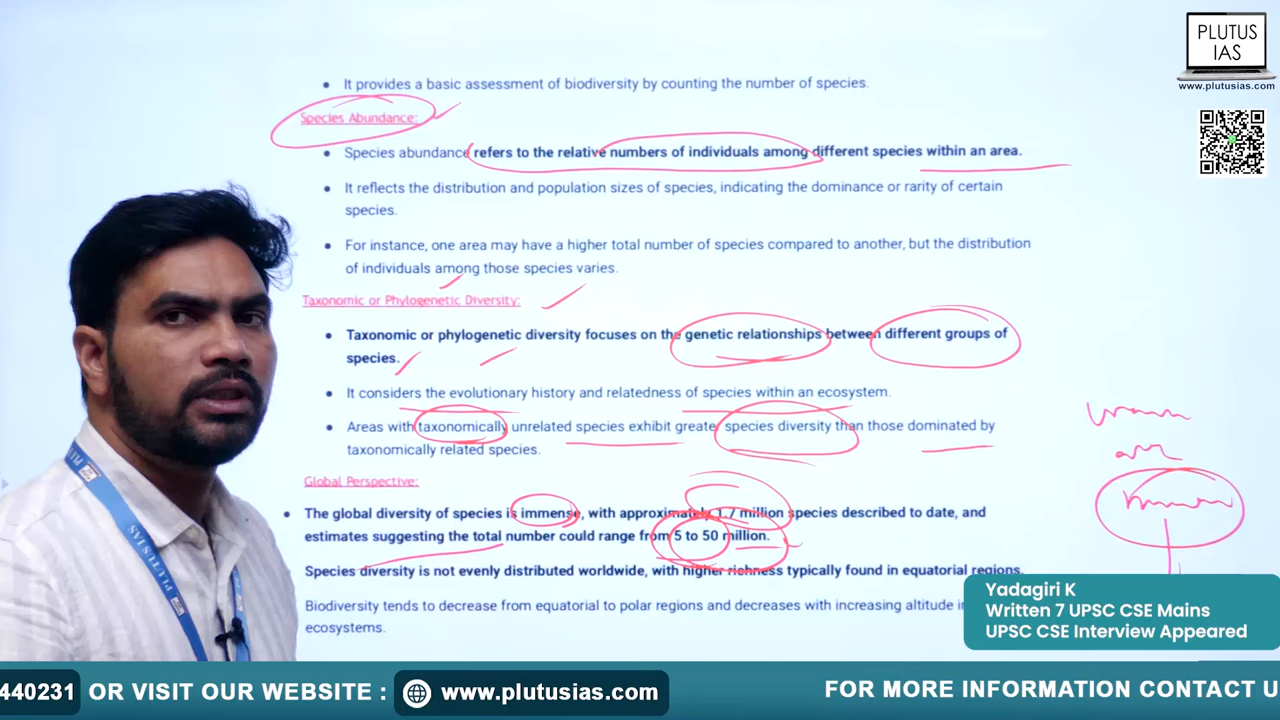 PLUTUS
IAS
www.plutusias.com
It provides a basic assessment of biodiversity by counting the number of species.
Species Abundance:
Species abundance refers to the relative numbers of individuals among different species within an area.
It reflects the distribution and population sizes of species, indicating the dominance or rarity of certain
species.
For instance, one area may have a higher total number of species compared to another, but the distribution
of individuals among those species varies.
Taxonomic or Phylogenetic Diversity:
Taxonomic or phylogenetic diversity focuses on the genetic relationships between different groups of
species.
It considers the evolutionary history and relatedness of species within an ecosystem.
Areas with taxonomically unrelated species exhibit greate species diversity than those dominated by
taxonomically related species.
Global Perspective:
The global diversity of species is immense, with approximately 1.7 million species described to date, and
estimates suggesting the total number could range from 5 to 50 million.
Species diversity is not evenly distributed worldwide, with higher richness typically found in equatorial regions.
Biodiversity tends to decrease from equatorial to polar regions and decreases with increasing altitude
ecosystems.
PLUTUS IAS
Yadagiri K
Written 7 UPSC CSE Mains
UPSC CSE Interview Appeared
440231 OR VISIT OUR WEBSITE : www.plutusias.com FOR MORE INFORMATION CONTACT U